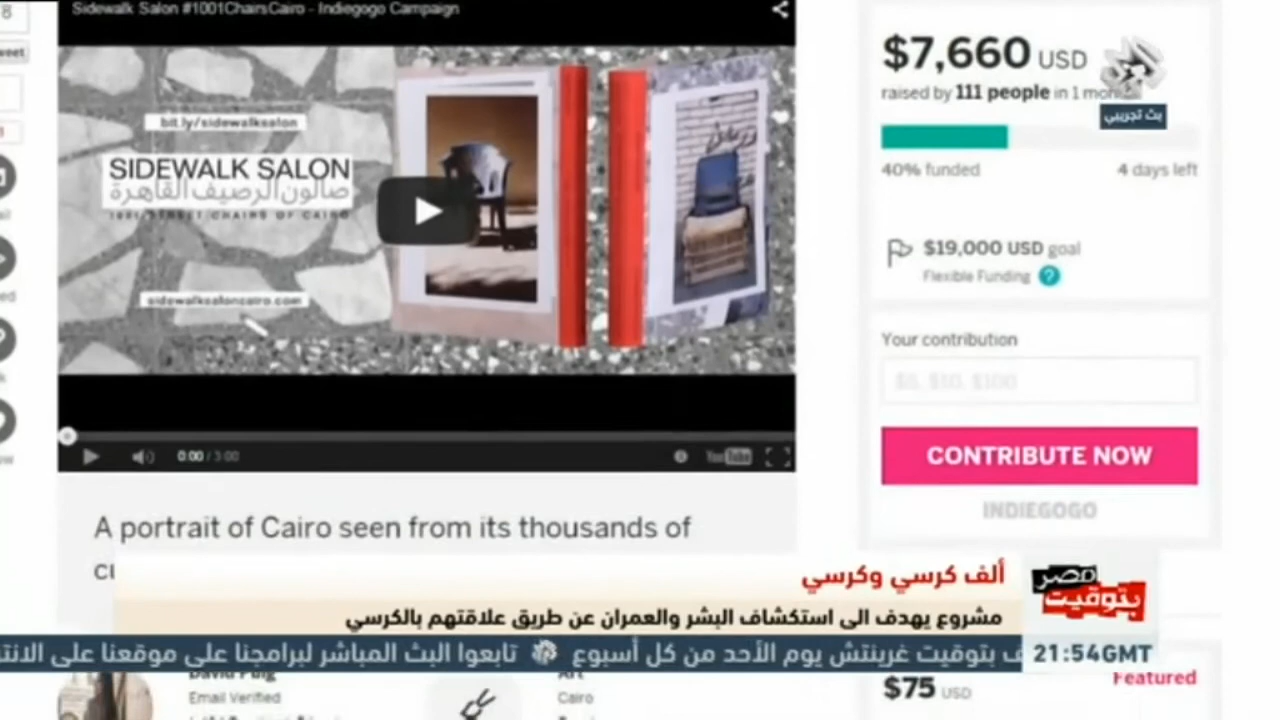 Sidewalk Salon #1001ChairsCairo - Indiegogo Campaign
bit.ly/sidewalksalon
SIDEWALK SALON
صالون الرصيف القاهرة
1001 STREET CHAIRS OF CAIRO
sidewalksaloncairo.com
0:00 / 3:00
YouTube
A portrait of Cairo seen from its thousands of
$7,660 USD
raised by 111 people in 1
بث تجريبي
40% funded
4 days left
$19,000 USD goal
Flexible Funding ?
Your contribution
$5, $10, $100
CONTRIBUTE NOW
INDIEGOGO
ألف كرسي وكرسي
مشروع يهدف الى استكشاف البشر والعمران عن طريق علاقتهم بالكرسي
مصر بتوقيت
بتوقيت غرينتش يوم الأحد من كل أسبوع تابعوا البث المباشر لبرامجنا على موقعنا على
21:54GMT
Featured
Email Verified
Art
Cairo
$75 USD